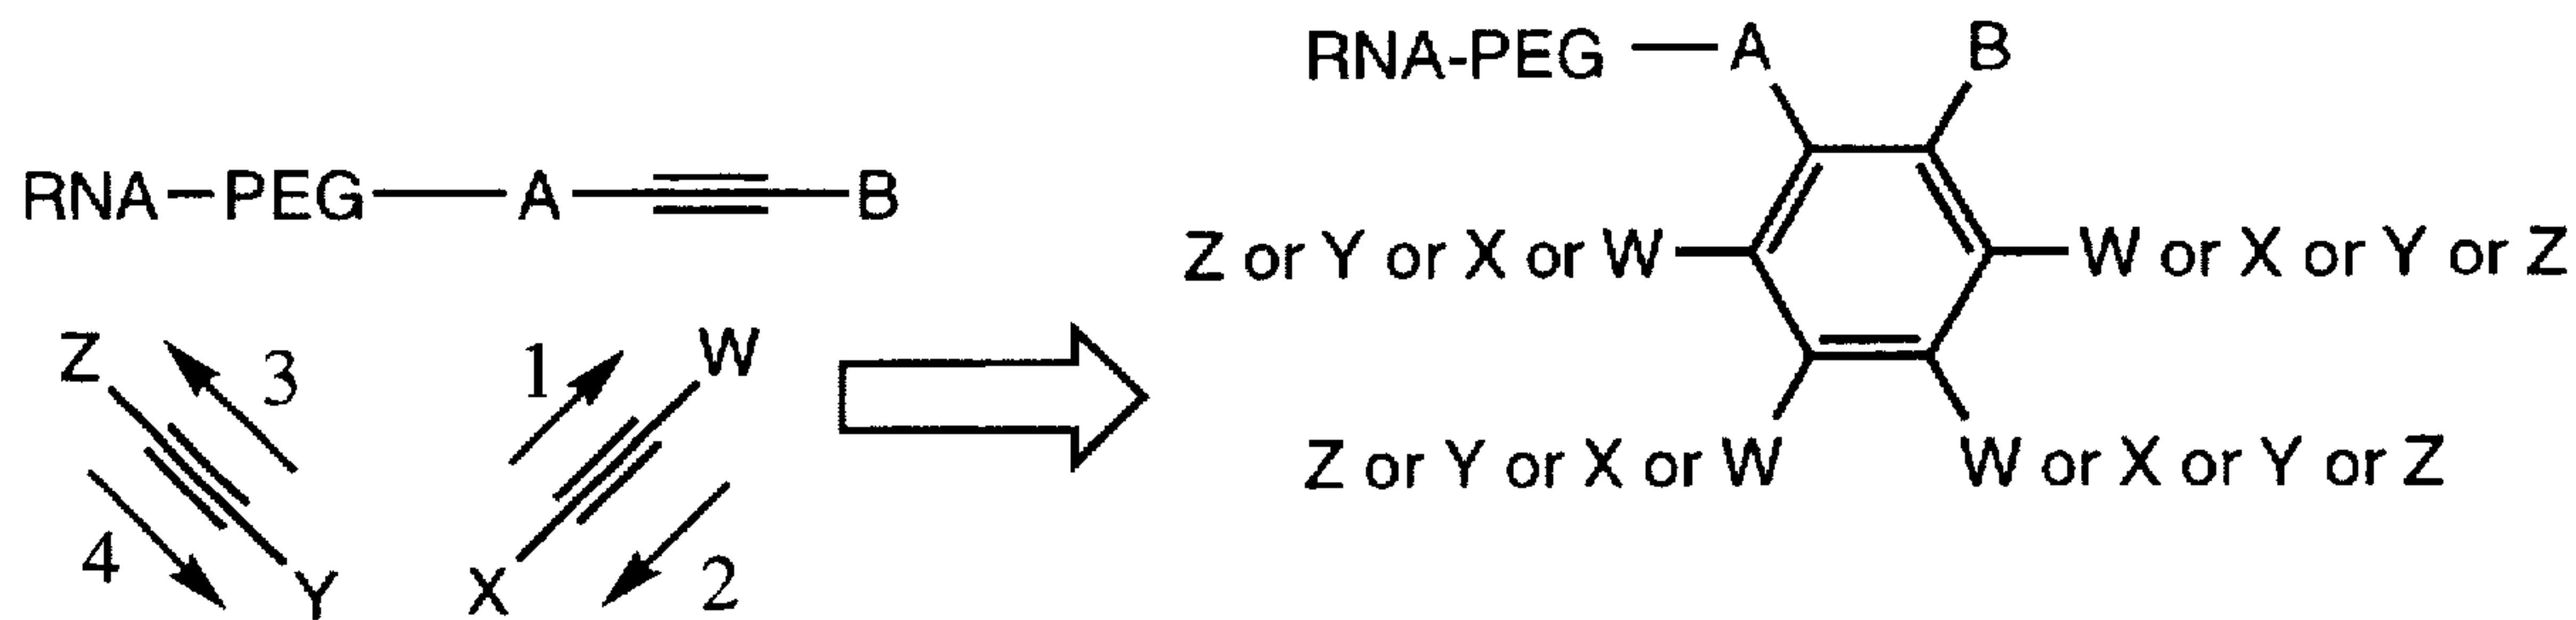 RNA-PEG—A B
RNA–PEG—A—≡—B
Z or Y or X or W W or X or Y or Z
Z 3 1 W
4 Y X 2
Z or Y or X or W W or X or Y or Z